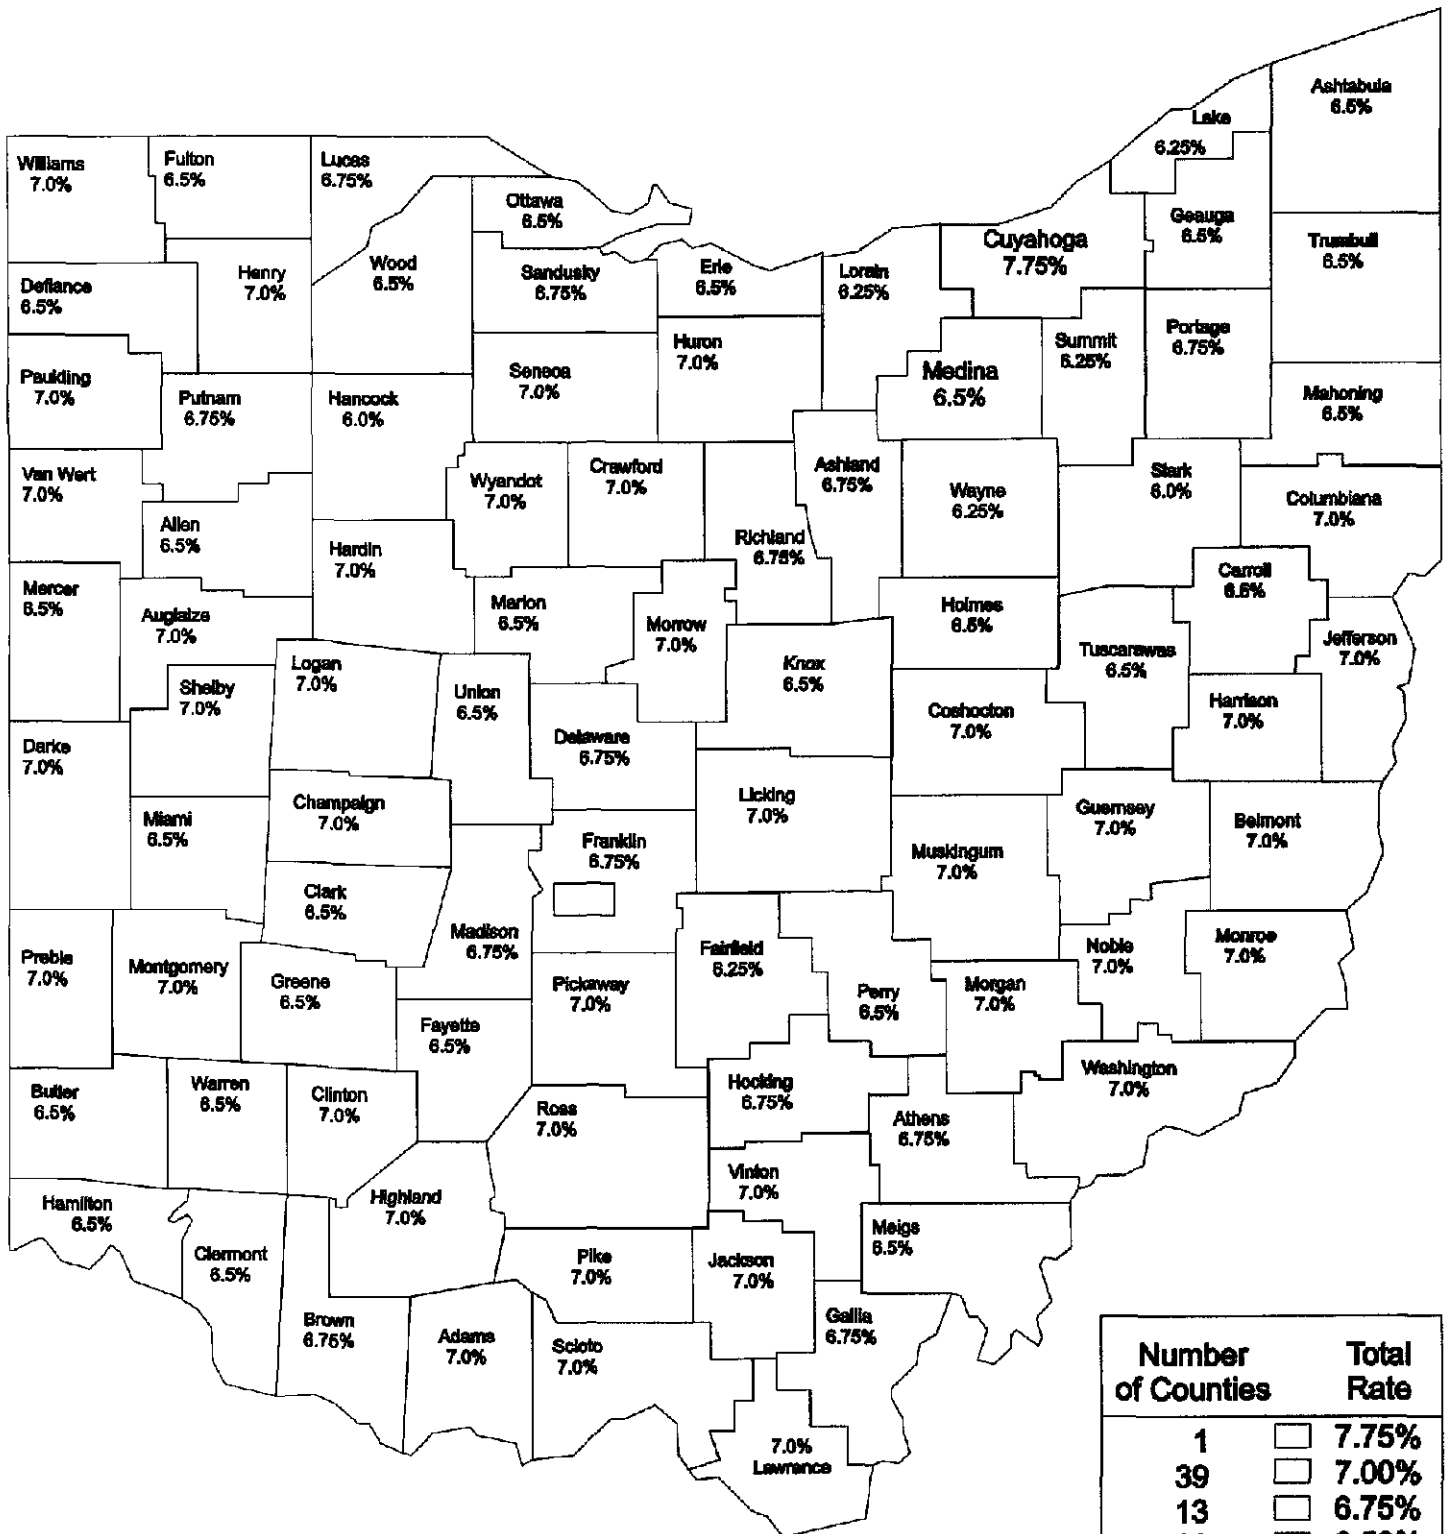 Ashtabula
6.5%
Lake
6.25%
Williams
7.0%
Fulton
6.5%
Lucas
6.75%
Ottawa
6.5%
Geauga
6.5%
Cuyahoga
7.75%
Trumbull
6.5%
Defiance
6.5%
Henry
7.0%
Wood
6.5%
Sandusky
6.75%
Erie
6.5%
Lorain
6.25%
Huron
7.0%
Summit
6.25%
Portage
6.75%
Paulding
7.0%
Putnam
6.75%
Hancock
6.0%
Seneca
7.0%
Medina
6.5%
Mahoning
6.5%
Van Wert
7.0%
Allen
6.5%
Wyandot
7.0%
Crawford
7.0%
Ashland
6.75%
Wayne
6.25%
Stark
6.0%
Columbiana
7.0%
Hardin
7.0%
Richland
6.75%
Mercer
6.5%
Auglaize
7.0%
Marion
6.5%
Morrow
7.0%
Holmes
6.5%
Carroll
6.5%
Tuscarawas
6.5%
Jefferson
7.0%
Shelby
7.0%
Logan
7.0%
Union
6.5%
Knox
6.5%
Coshocton
7.0%
Harrison
7.0%
Darke
7.0%
Delaware
6.75%
Miami
6.5%
Champaign
7.0%
Licking
7.0%
Guernsey
7.0%
Belmont
7.0%
Franklin
6.75%
Muskingum
7.0%
Clark
6.5%
Madison
6.75%
Fairfield
6.25%
Noble
7.0%
Monroe
7.0%
Preble
7.0%
Montgomery
7.0%
Greene
6.5%
Pickaway
7.0%
Perry
6.5%
Morgan
7.0%
Fayette
6.5%
Butler
6.5%
Warren
6.5%
Clinton
7.0%
Ross
7.0%
Hocking
6.75%
Athens
6.75%
Washington
7.0%
Hamilton
6.5%
Highland
7.0%
Vinton
7.0%
Clermont
6.5%
Pike
7.0%
Jackson
7.0%
Meigs
6.5%
Brown
6.75%
Adams
7.0%
Scioto
7.0%
Gallia
6.75%
7.0%
Lawrence
Number Total
of Counties Rate
1 7.75%
39 7.00%
13 6.75%